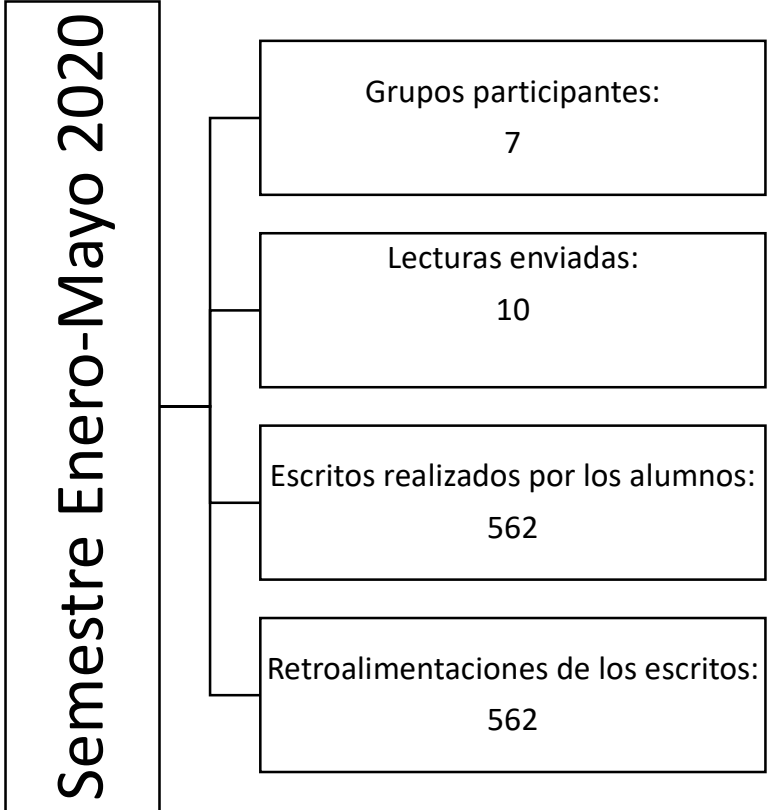 Semestre Enero-Mayo 2020
Grupos participantes:
7
Lecturas enviadas:
10
Escritos realizados por los alumnos:
562
Retroalimentaciones de los escritos:
562